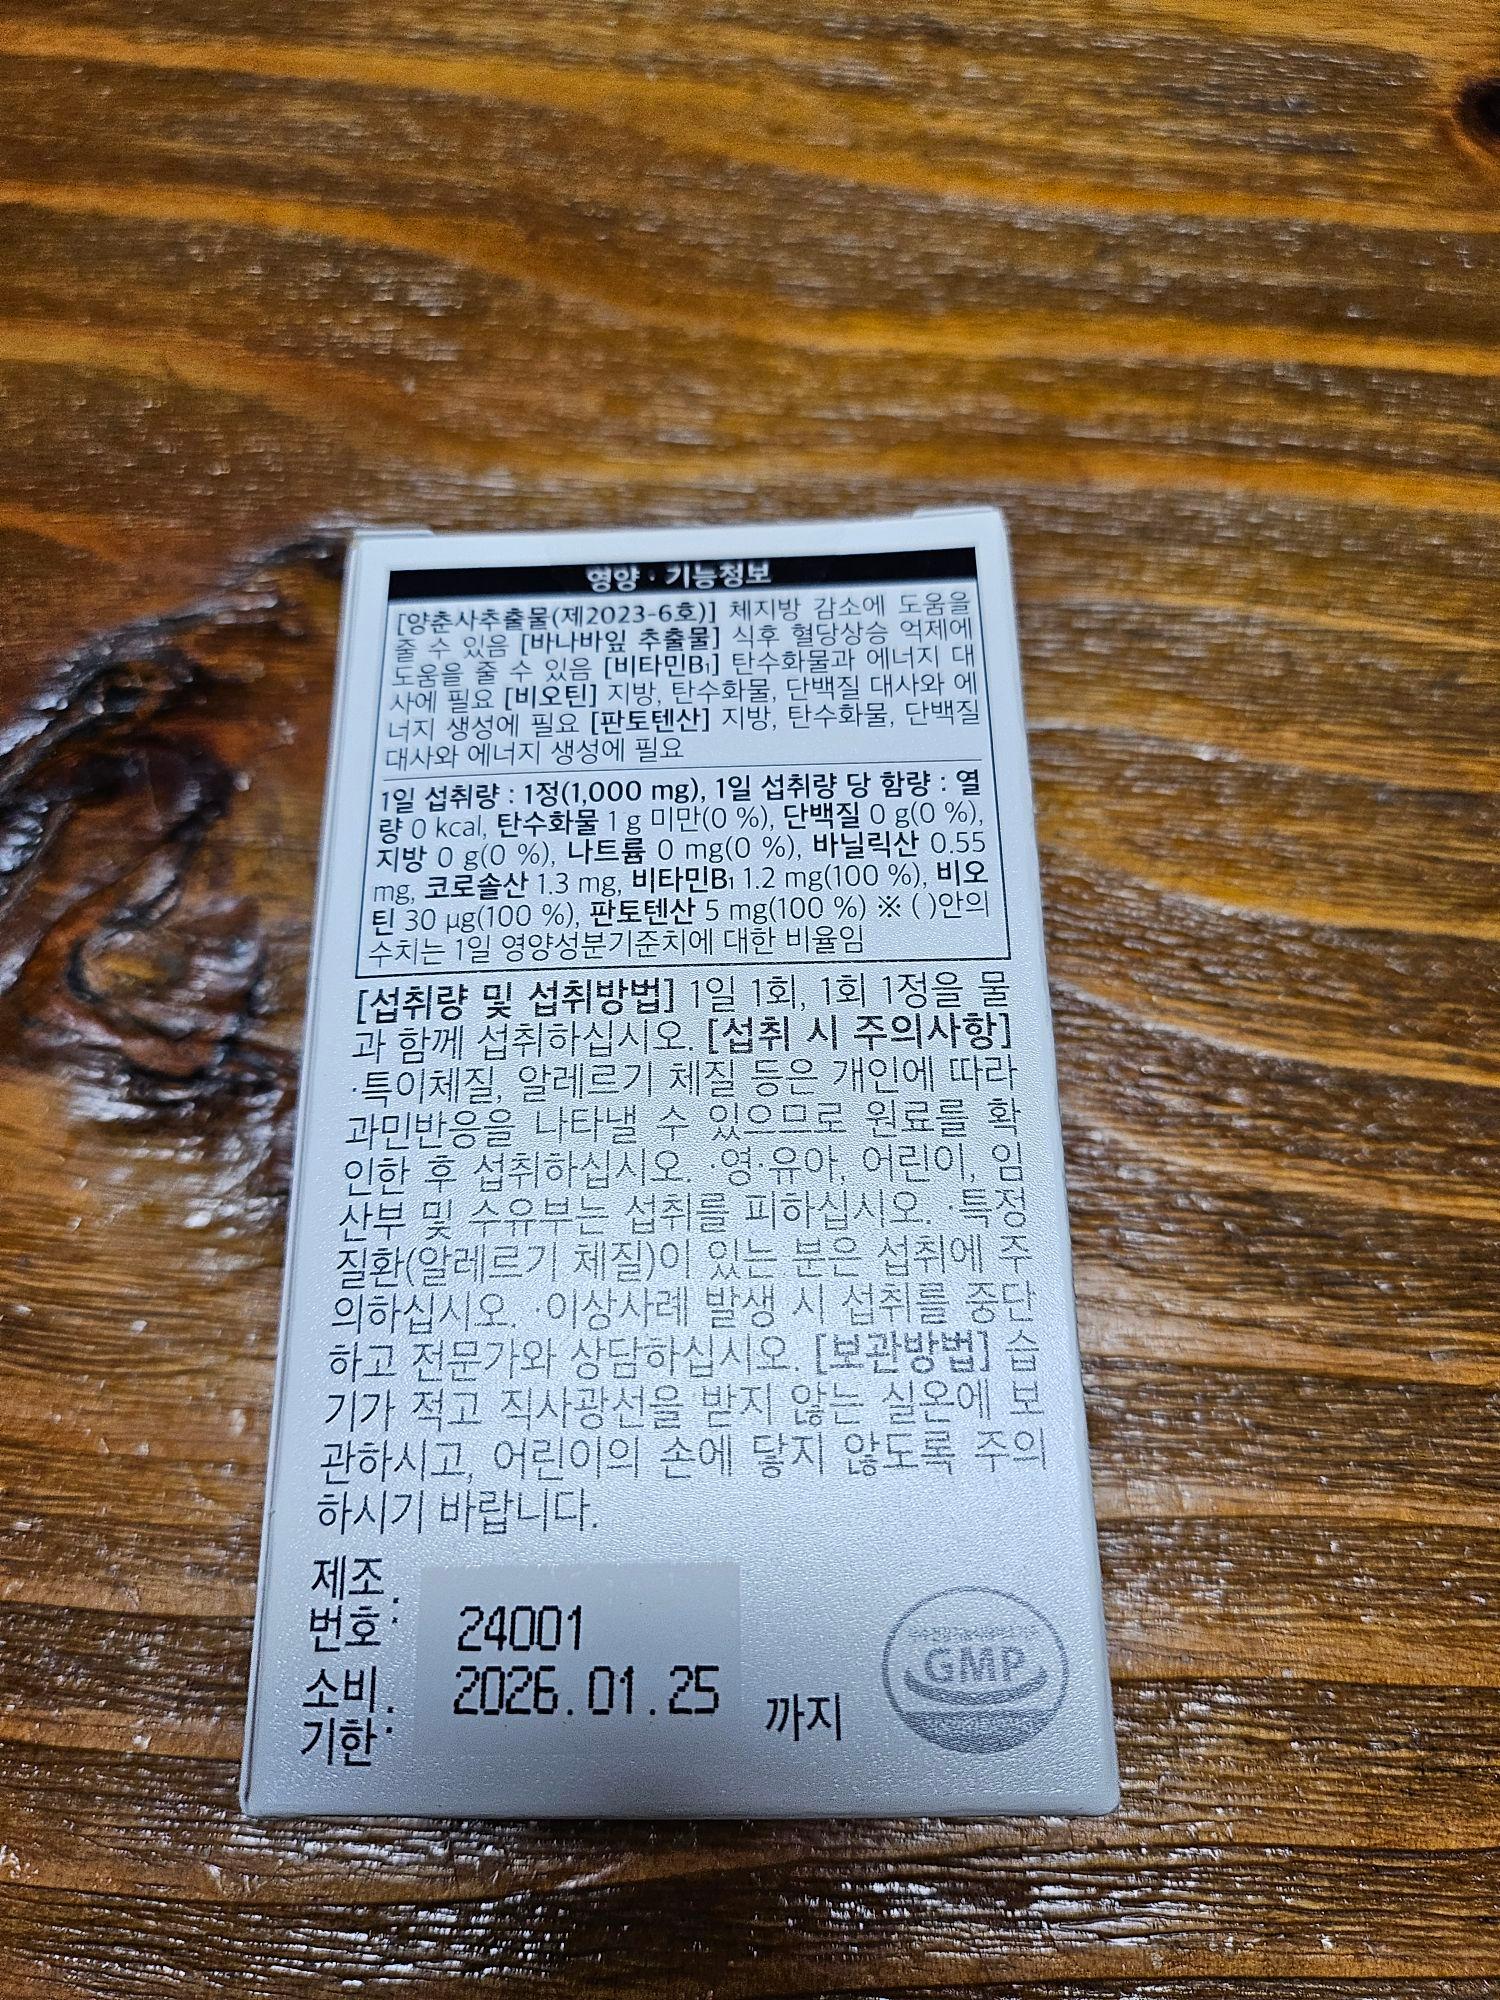 영양 · 기능정보
[양춘사추출물(제2023-6호)] 체지방 감소에 도움을
줄 수 있음 [바나바잎 추출물] 식후 혈당상승 억제에
도움을 줄 수 있음 [비타민B₁] 탄수화물과 에너지 대
사에 필요 [비오틴] 지방, 탄수화물, 단백질 대사와 에
너지 생성에 필요 [판토텐산] 지방, 탄수화물, 단백질
대사와 에너지 생성에 필요
1일 섭취량 : 1정(1,000 mg), 1일 섭취량 당 함량 : 열
량 0 kcal, 탄수화물 1 g 미만(0 %), 단백질 0 g(0 %),
지방 0 g(0 %), 나트륨 0 mg(0 %), 바닐릭산 0.55
mg, 코로솔산 1.3 mg, 비타민B₁ 1.2 mg(100 %), 비오
틴 30 µg(100 %), 판토텐산 5 mg(100 %) ※ ( )안의
수치는 1일 영양성분기준치에 대한 비율임
[섭취량 및 섭취방법] 1일 1회, 1회 1정을 물
과 함께 섭취하십시오. [섭취 시 주의사항]
·특이체질, 알레르기 체질 등은 개인에 따라
과민반응을 나타낼 수 있으므로 원료를 확
인한 후 섭취하십시오. ·영·유아, 어린이, 임
산부 및 수유부는 섭취를 피하십시오. ·특정
질환(알레르기 체질)이 있는 분은 섭취에 주
의하십시오. ·이상사례 발생 시 섭취를 중단
하고 전문가와 상담하십시오. [보관방법] 습
기가 적고 직사광선을 받지 않는 실온에 보
관하시고, 어린이의 손에 닿지 않도록 주의
하시기 바랍니다.
제조
번호: 24001
소비
기한: 2026.01.25 까지
GMP